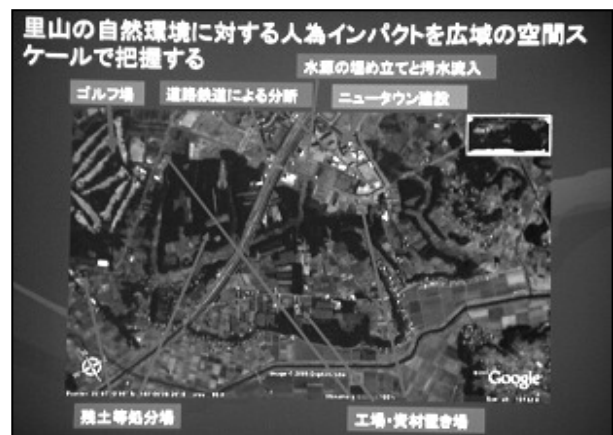 里山の自然環境に対する人為インパクトを広域の空間ス
ケールで把握する
水源の埋め立てと汚水流入
ゴルフ場
道路鉄道による分断
ニュータウン建設
Google
残土等処分場
工場・資材置き場